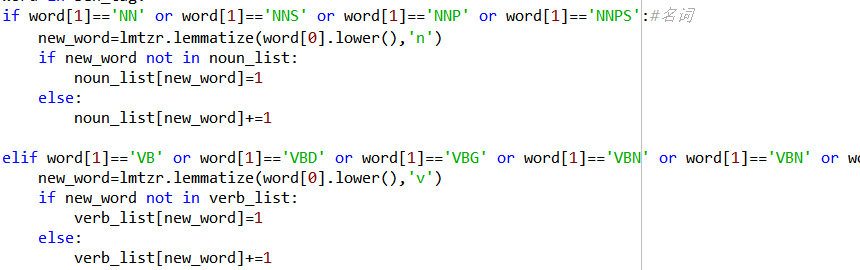 if word[1]=='NN' or word[1]=='NNS' or word[1]=='NNP' or word[1]=='NNPS':#名词
new_word=lmtzr.lemmatize(word[0].lower(),'n')
if new_word not in noun_list:
noun_list[new_word]=1
else:
noun_list[new_word]+=1
elif word[1]=='VB' or word[1]=='VBD' or word[1]=='VBG' or word[1]=='VBN' or word[1]=='VBN' or
new_word=lmtzr.lemmatize(word[0].lower(),'v')
if new_word not in verb_list:
verb_list[new_word]=1
else:
verb_list[new_word]+=1